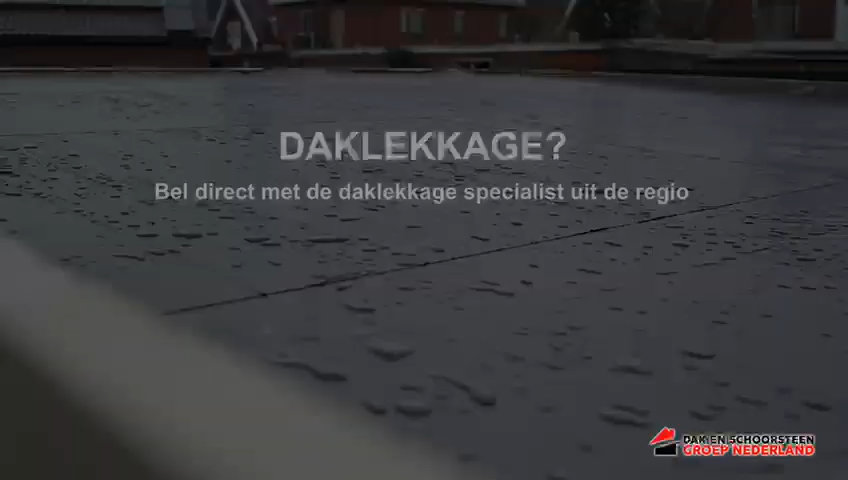 DAKLEKKAGE?
Bel direct met de daklekkage specialist uit de regio
DAK EN SCHOORSTEEN
GROEP NEDERLAND